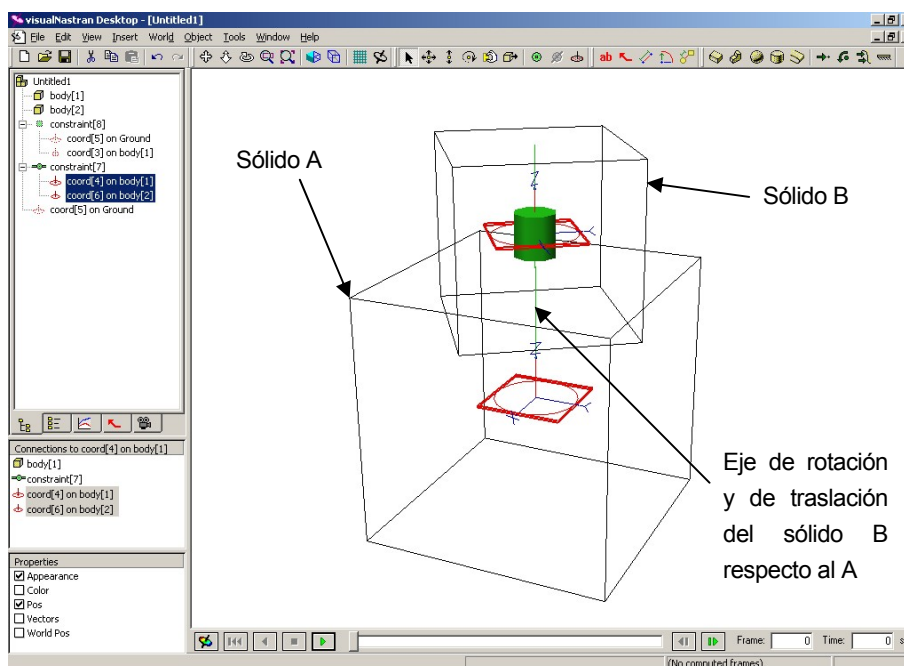 visualNastran Desktop - [Untitled1]
File Edit View Insert World Object Tools Window Help
ab
Untitled1
body[1]
body[2]
constraint[8]
coord[5] on Ground
coord[3] on body[1]
constraint[7]
coord[4] on body[1]
coord[6] on body[2]
coord[5] on Ground
Connections to coord[4] on body[1]
body[1]
constraint[7]
coord[4] on body[1]
coord[6] on body[2]
Properties
Appearance
Color
Pos
Vectors
World Pos
Sólido A
Sólido B
Z
Y
Z
Y
X
Eje de rotación
y de traslación
del sólido B
respecto al A
Frame: 0 Time: 0 s
(No computed frames)